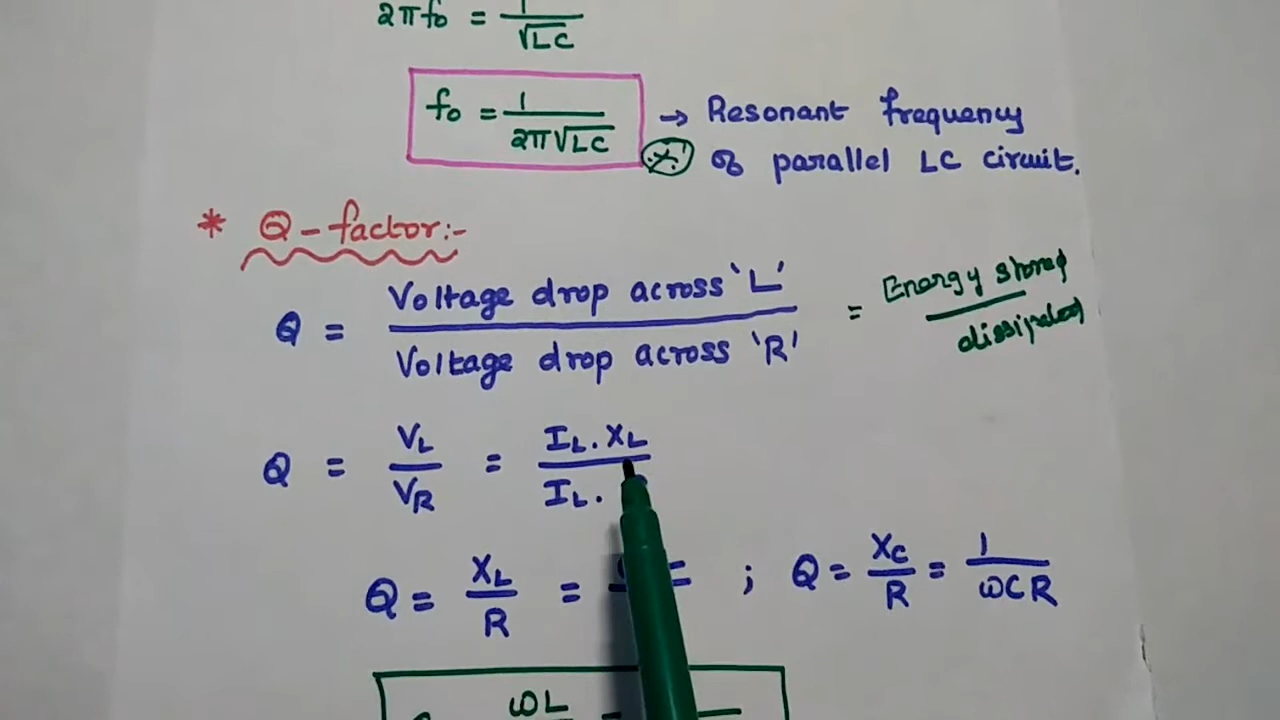 2πf₀ = 1/√LC
f₀ = 1/2π√LC → Resonant frequency
of parallel LC circuit.
* Q-factor:-
Q = Voltage drop across 'L' / Voltage drop across 'R' = Energy stored / dissipated
Q = V_L/V_R = I_L . X_L / I_L .
Q = X_L/R = ; Q = X_C/R = 1/ωCR
ωL =